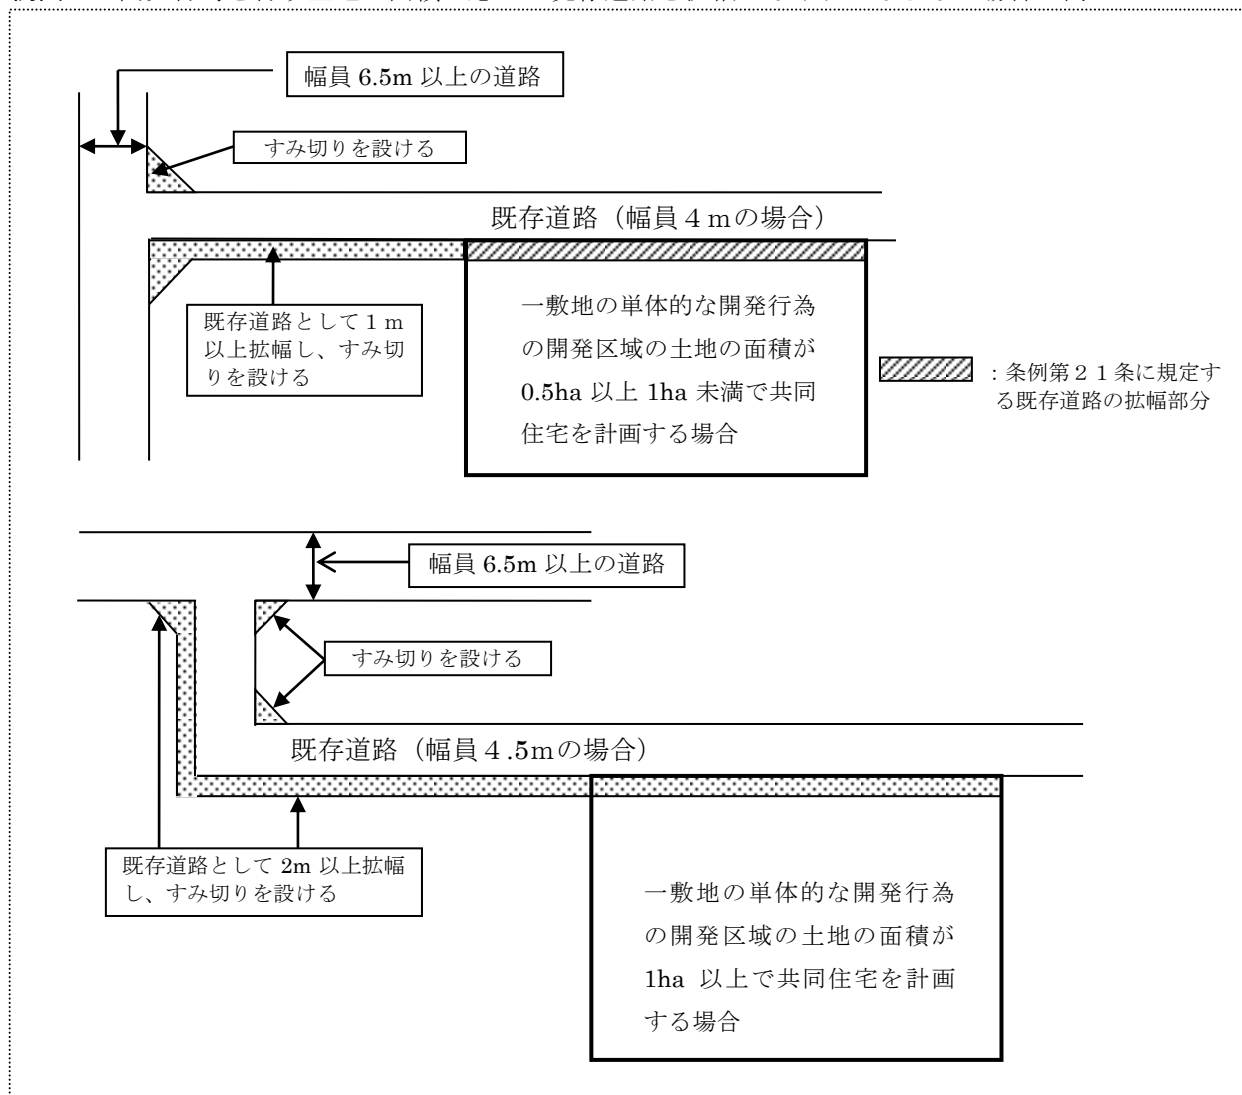 幅員 6.5m 以上の道路
すみ切りを設ける
既存道路（幅員４ｍの場合）
既存道路として１ｍ
以上拡幅し、すみ切
りを設ける
一敷地の単体的な開発行為
の開発区域の土地の面積が
0.5ha 以上 1ha 未満で共同
住宅を計画する場合
：条例第２１条に規定す
る既存道路の拡幅部分
幅員 6.5m 以上の道路
すみ切りを設ける
既存道路（幅員４.5ｍの場合）
既存道路として 2m 以上拡幅
し、すみ切りを設ける
一敷地の単体的な開発行為
の開発区域の土地の面積が
1ha 以上で共同住宅を計画
する場合